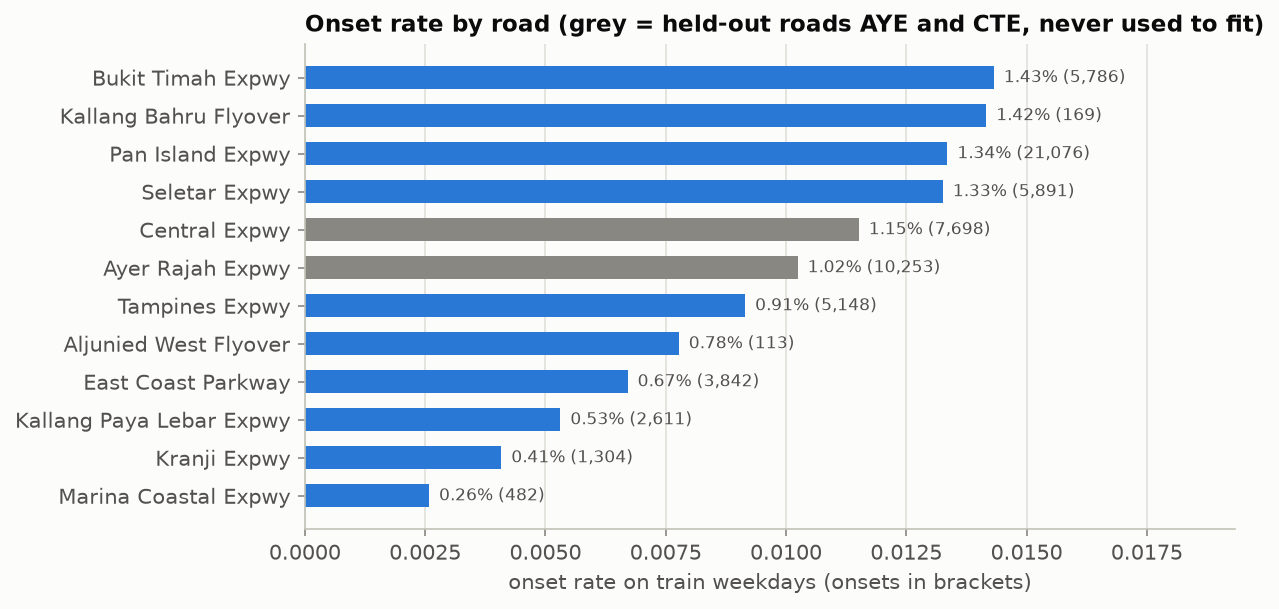 Onset rate by road (grey = held-out roads AYE and CTE, never used to fit)
Bukit Timah Expwy 1.43% (5,786)
Kallang Bahru Flyover 1.42% (169)
Pan Island Expwy 1.34% (21,076)
Seletar Expwy 1.33% (5,891)
Central Expwy 1.15% (7,698)
Ayer Rajah Expwy 1.02% (10,253)
Tampines Expwy 0.91% (5,148)
Aljunied West Flyover 0.78% (113)
East Coast Parkway 0.67% (3,842)
Kallang Paya Lebar Expwy 0.53% (2,611)
Kranji Expwy 0.41% (1,304)
Marina Coastal Expwy 0.26% (482)
0.0000 0.0025 0.0050 0.0075 0.0100 0.0125 0.0150 0.0175
onset rate on train weekdays (onsets in brackets)